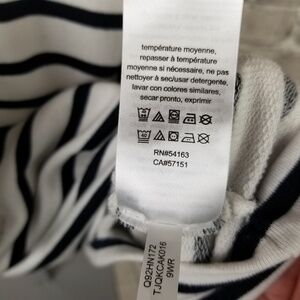 température moyenne,
repasser à température
moyenne si nécessaire, ne pas
nettoyer à sec/usar detergente,
lavar con colores similares,
secar pronto, exprimir
RN#54163
CA#57151
Q92HN172
TJQKCAK016
9WR